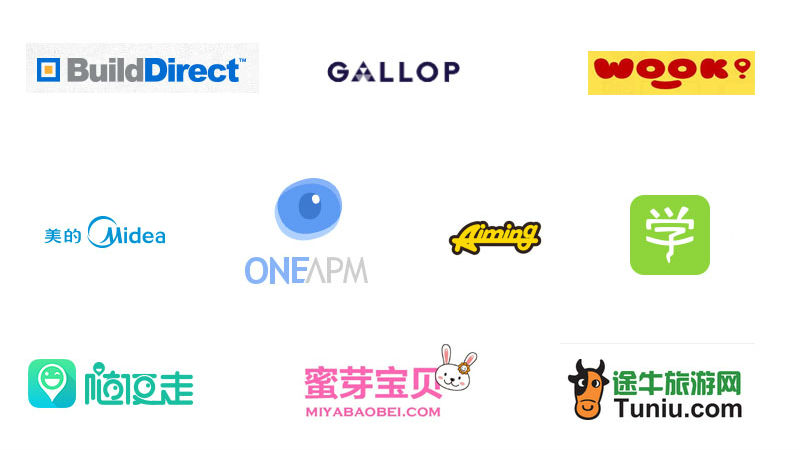 BuildDirect™
GALLOP
WOOK?
美的 Midea
ONEAPM
Aiming
学
随便走
蜜芽宝贝
MIYABAOBEI.COM
途牛旅游网
Tuniu.com